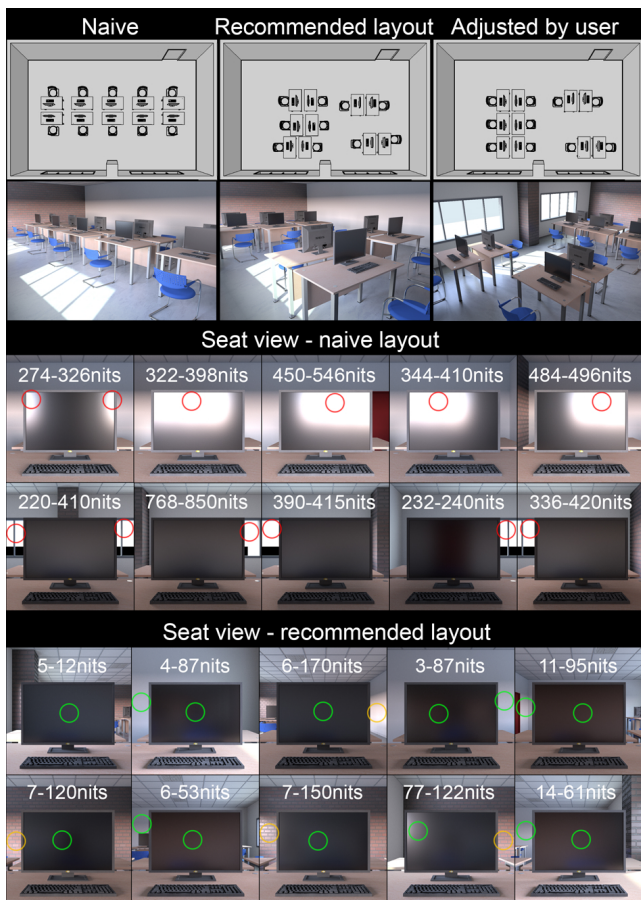 Naive Recommended layout Adjusted by user
Seat view - naive layout
274-326nits 322-398nits 450-546nits 344-410nits 484-496nits
220-410nits 768-850nits 390-415nits 232-240nits 336-420nits
Seat view - recommended layout
5-12nits 4-87nits 6-170nits 3-87nits 11-95nits
7-120nits 6-53nits 7-150nits 77-122nits 14-61nits